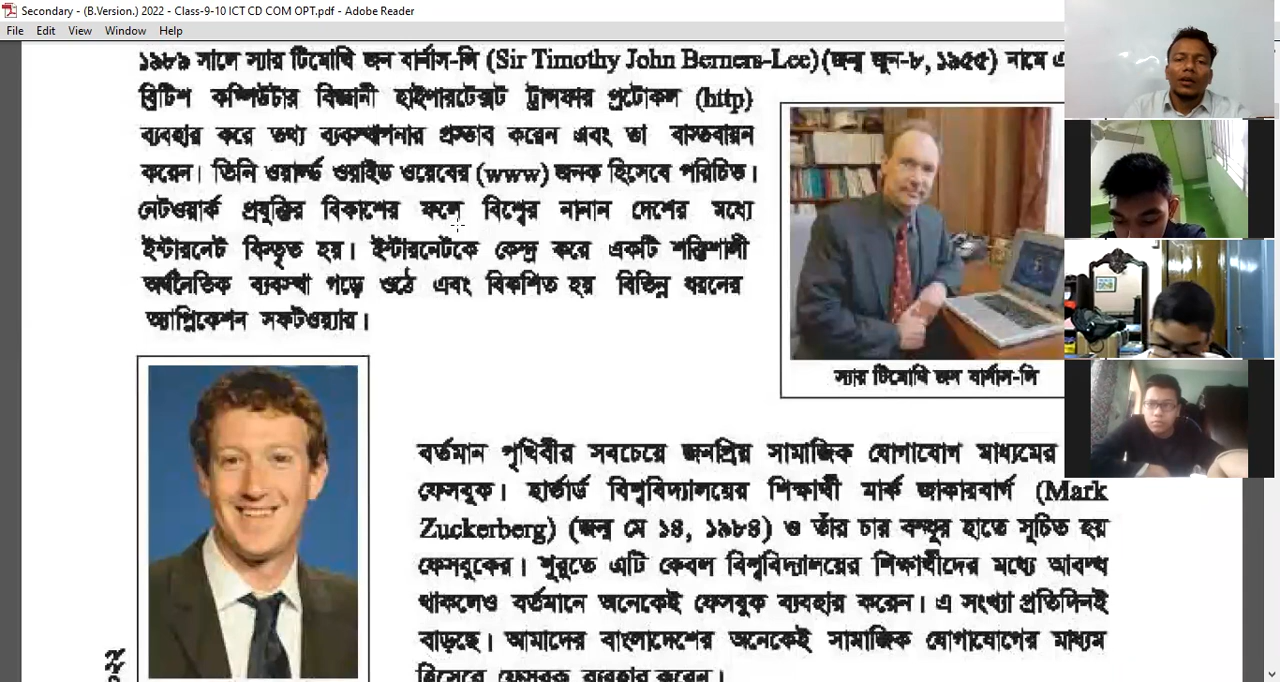 Secondary - (B.Version.) 2022 - Class-9-10 ICT CD COM OPT.pdf - Adobe Reader
File Edit View Window Help
১৯৮৯ সালে স্যার টিমোথি জন বার্নাস-লি (Sir Timothy John Berners-Lee)(জন্ম জুন-৮, ১৯৫৫) নামে
ব্রিটিশ কম্পিউটার বিজ্ঞানী হাইপারটেক্সট ট্রান্সফার প্রটোকল (http)
ব্যবহার করে তথ্য ব্যবস্থাপনার প্রস্তাব করেন এবং তা বাস্তবায়ন
করেন। তিনি ওয়ার্ল্ড ওয়াইড ওয়েবের (www) জনক হিসেবে পরিচিত।
নেটওয়ার্ক প্রযুক্তির বিকাশের ফলে বিশ্বের নানান দেশের মধ্যে
ইন্টারনেট বিস্তৃত হয়। ইন্টারনেটকে কেন্দ্র করে একটি শক্তিশালী
অর্থনৈতিক ব্যবস্থা গড়ে ওঠে এবং বিকশিত হয় বিভিন্ন ধরনের
অ্যাপ্লিকেশন সফটওয়্যার।
স্যার টিমোথি জন বার্নাস-লি
বর্তমান পৃথিবীর সবচেয়ে জনপ্রিয় সামাজিক যোগাযোগ মাধ্যমের
ফেসবুক। হার্ভার্ড বিশ্ববিদ্যালয়ের শিক্ষার্থী মার্ক জাকারবার্গ (Mark
Zuckerberg) (জন্ম মে ১৪, ১৯৮৪) ও তাঁর চার বন্ধুর হাতে সূচিত হয়
ফেসবুকের। শুরুতে এটি কেবল বিশ্ববিদ্যালয়ের শিক্ষার্থীদের মধ্যে আবদ্ধ
থাকলেও বর্তমানে অনেকেই ফেসবুক ব্যবহার করেন। এ সংখ্যা প্রতিদিনই
বাড়ছে। আমাদের বাংলাদেশের অনেকেই সামাজিক যোগাযোগের মাধ্যম
হিসেবে ফেসবুক ব্যবহার করেন।